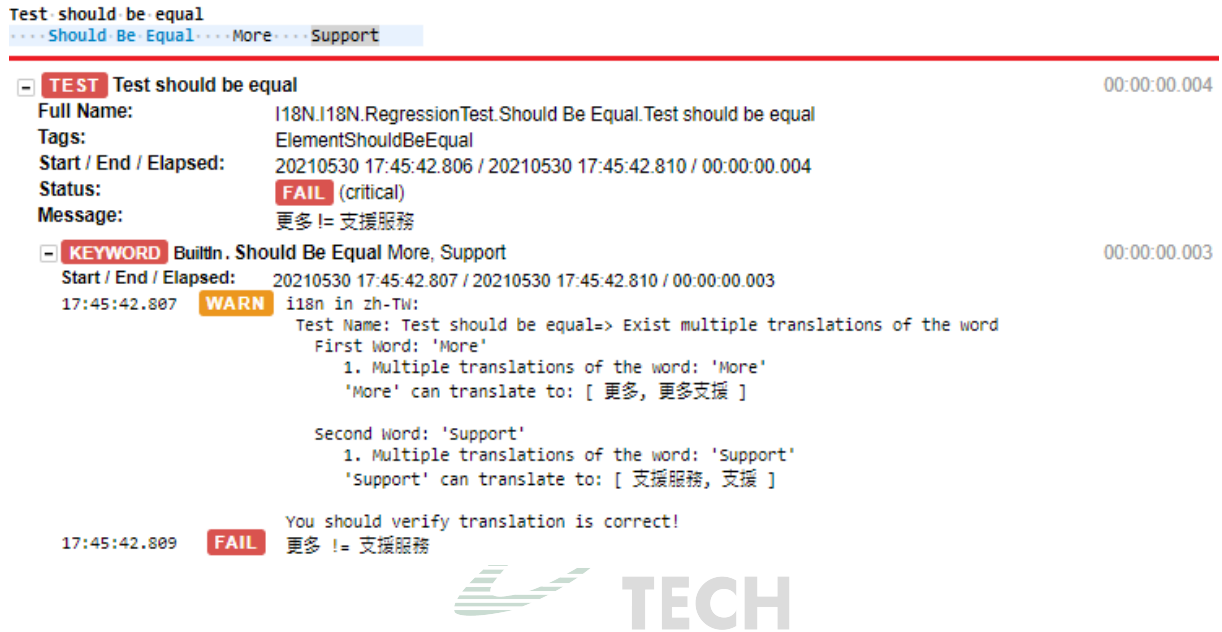 Test should be equal
Should Be Equal More Support
TEST Test should be equal 00:00:00.004
Full Name: I18N.I18N.RegressionTest.Should Be Equal.Test should be equal
Tags: ElementShouldBeEqual
Start / End / Elapsed: 20210530 17:45:42.806 / 20210530 17:45:42.810 / 00:00:00.004
Status: FAIL (critical)
Message: 更多 != 支援服務
KEYWORD BuiltIn. Should Be Equal More, Support 00:00:00.003
Start / End / Elapsed: 20210530 17:45:42.807 / 20210530 17:45:42.810 / 00:00:00.003
17:45:42.807 WARN i18n in zh-TW:
Test Name: Test should be equal=> Exist multiple translations of the word
First Word: 'More'
1. Multiple translations of the word: 'More'
'More' can translate to: [ 更多, 更多支援 ]
Second Word: 'Support'
1. Multiple translations of the word: 'Support'
'Support' can translate to: [ 支援服務, 支援 ]
You should verify translation is correct!
17:45:42.809 FAIL 更多 != 支援服務
TECH